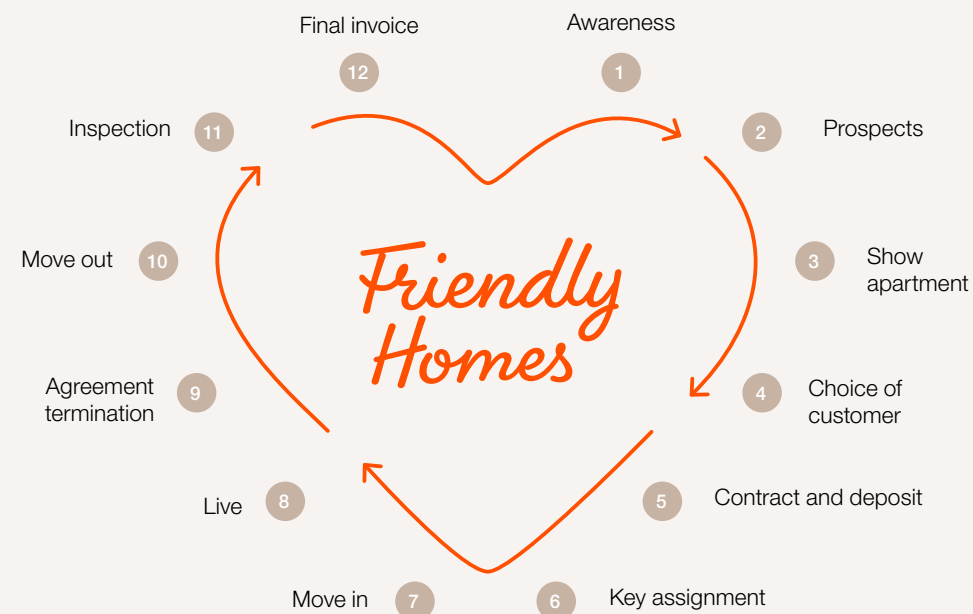 Final invoice
12
Awareness
1
Inspection
11
2
Prospects
Move out
10
Friendly
Homes
3
Show
apartment
Agreement
termination
9
4
Choice of
customer
Live
8
5
Contract and deposit
Move in
7
6
Key assignment